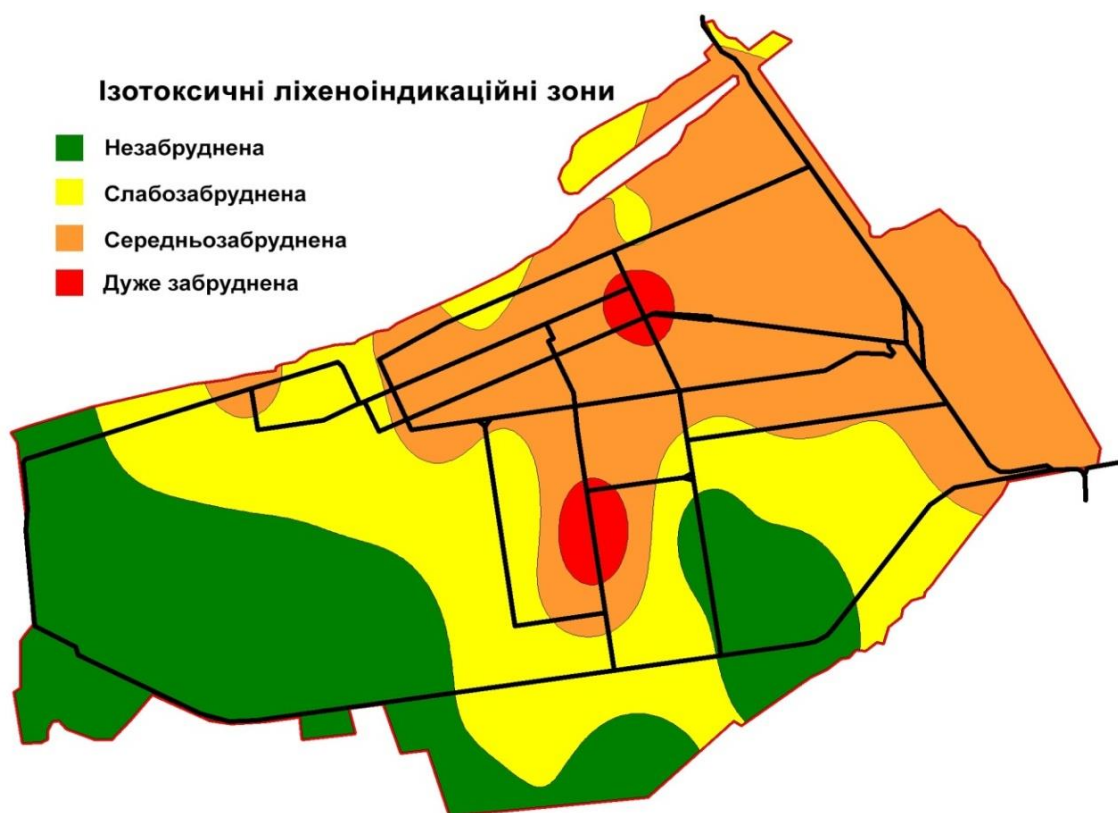 Ізотоксичні ліхеноіндикаційні зони
Незабруднена
Слабозабруднена
Середньозабруднена
Дуже забруднена